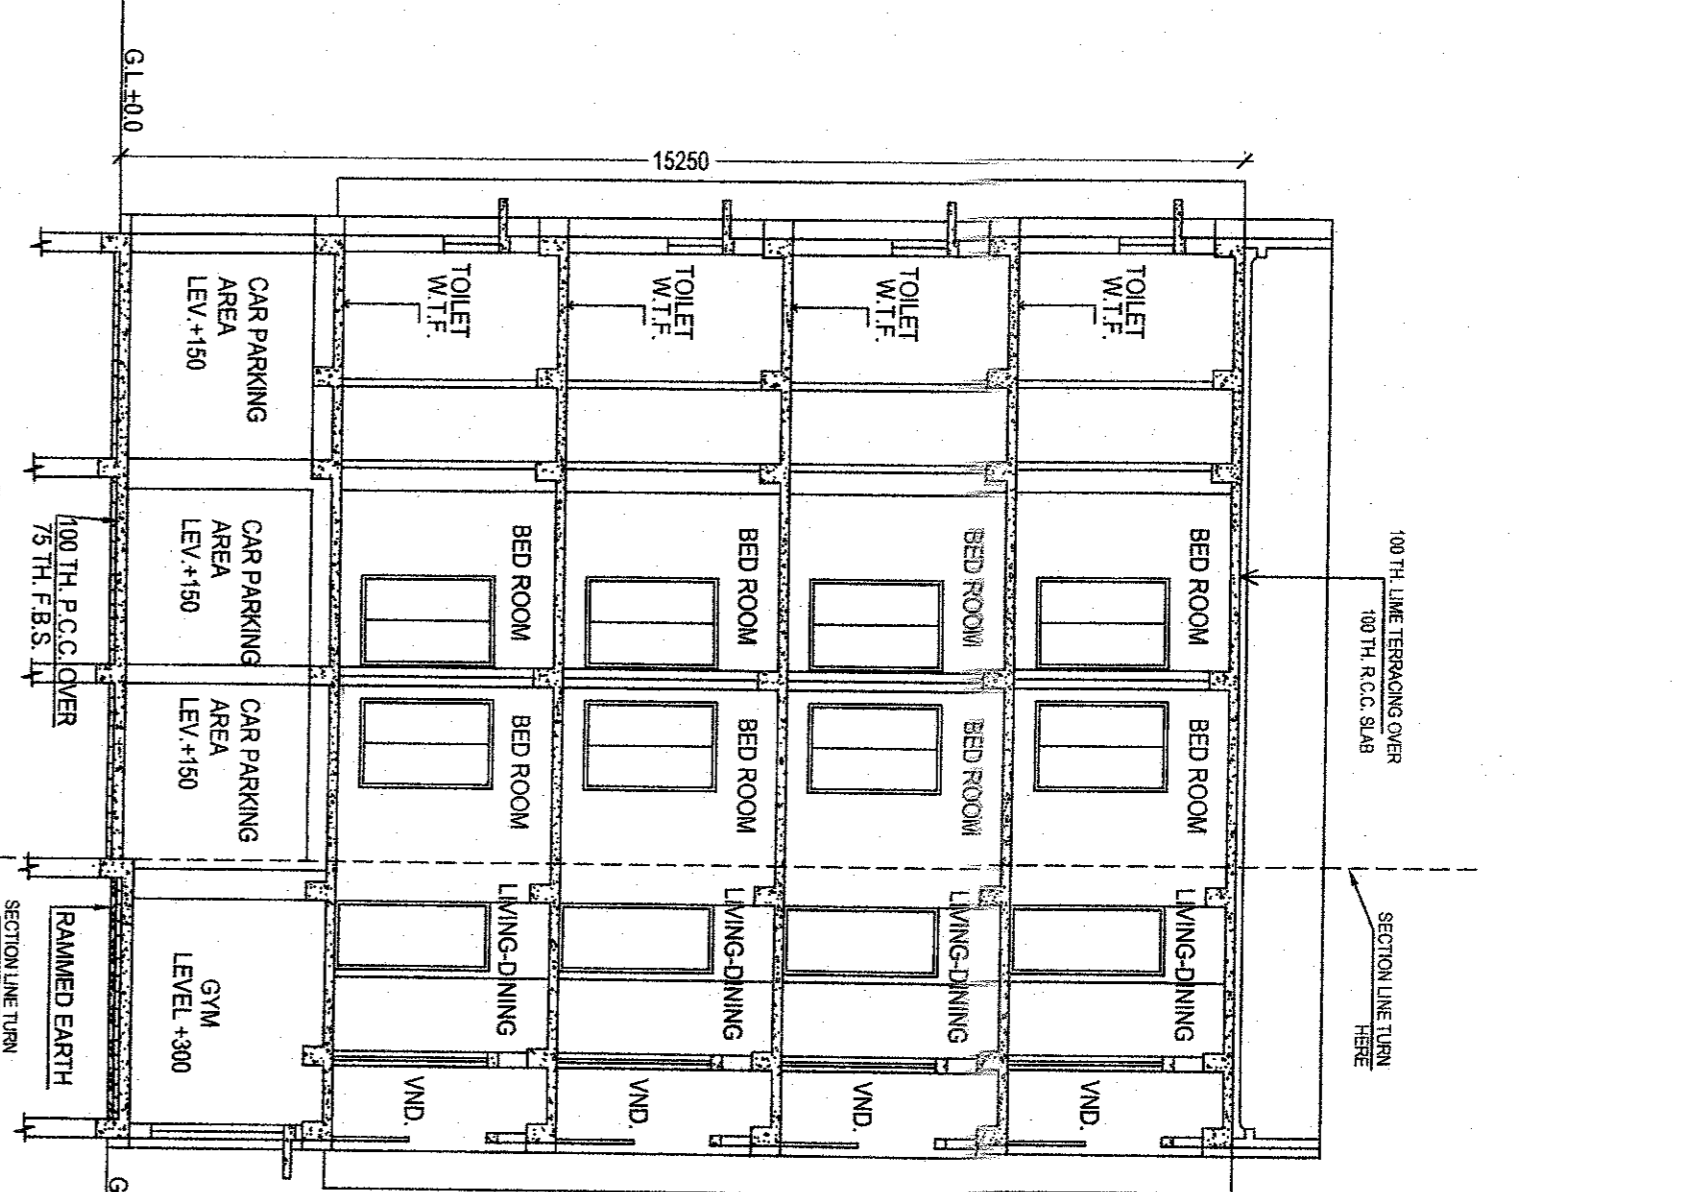 100 TH. LIME TERRACING OVER
100 TH. R.C.C. SLAB
SECTION LINE TURN
HERE
TOILET
W.T.F.
BED ROOM
BED ROOM
LIVING-DINING
VND.
TOILET
W.T.F.
BED ROOM
BED ROOM
LIVING-DINING
VND.
TOILET
W.T.F.
BED ROOM
BED ROOM
LIVING-DINING
VND.
TOILET
W.T.F.
BED ROOM
BED ROOM
LIVING-DINING
VND.
15250
CAR PARKING
AREA
LEV.+150
CAR PARKING
AREA
LEV.+150
CAR PARKING
AREA
LEV.+150
GYM
LEVEL +300
G.L.±0.0
G
100 TH. P.C.C. OVER
75 TH. F.B.S.
RAMMED EARTH
SECTION LINE TURN